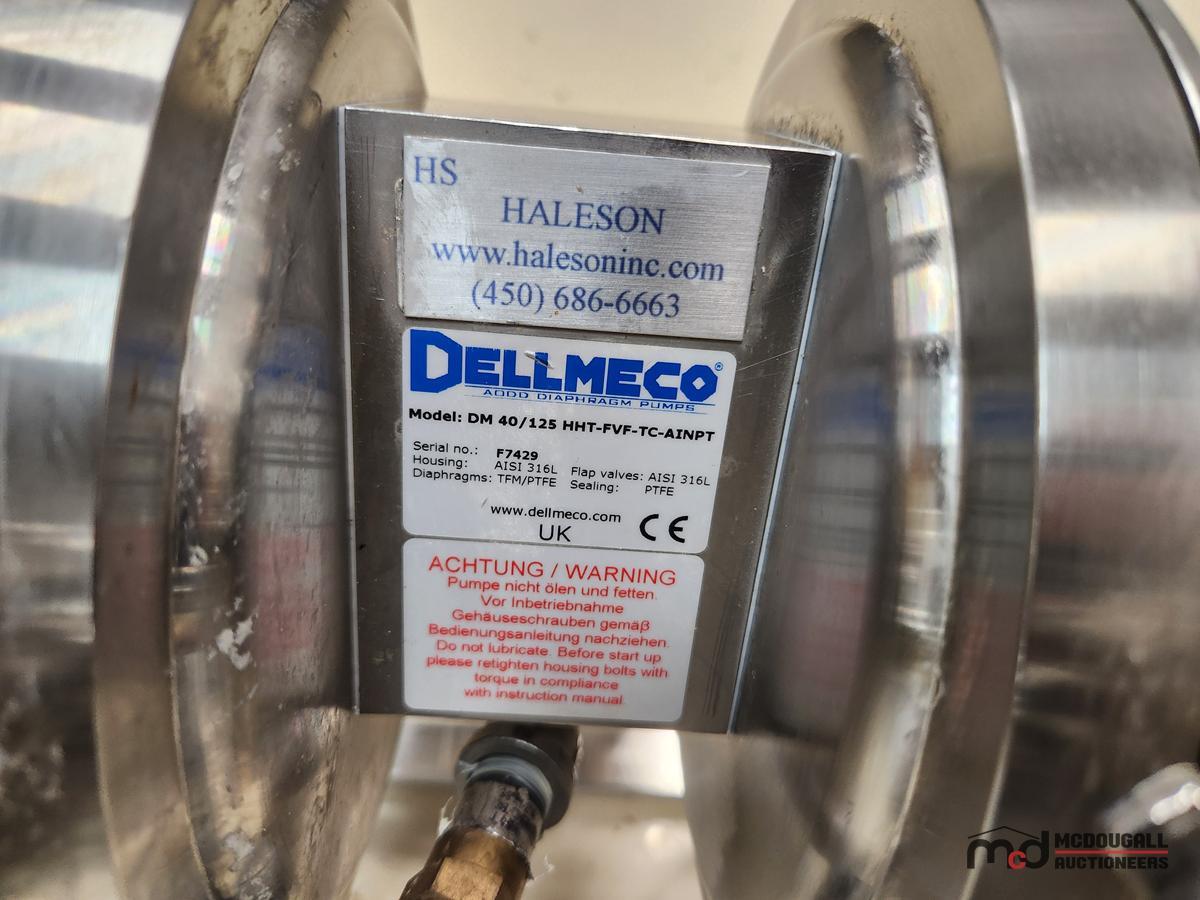 HS
HALESON
www.halesoninc.com
(450) 686-6663
DELLMECO®
AODD DIAPHRAGM PUMPS
Model: DM 40/125 HHT-FVF-TC-AINPT
Serial no.: F7429
Housing: AISI 316L Flap valves: AISI 316L
Diaphragms: TFM/PTFE Sealing: PTFE
www.dellmeco.com
UK CE
ACHTUNG / WARNING
Pumpe nicht ölen und fetten.
Vor Inbetriebnahme
Gehäuseschrauben gemäß
Bedienungsanleitung nachziehen.
Do not lubricate. Before start up
please retighten housing bolts with
torque in compliance
with instruction manual.
mcd MCDOUGALL
AUCTIONEERS